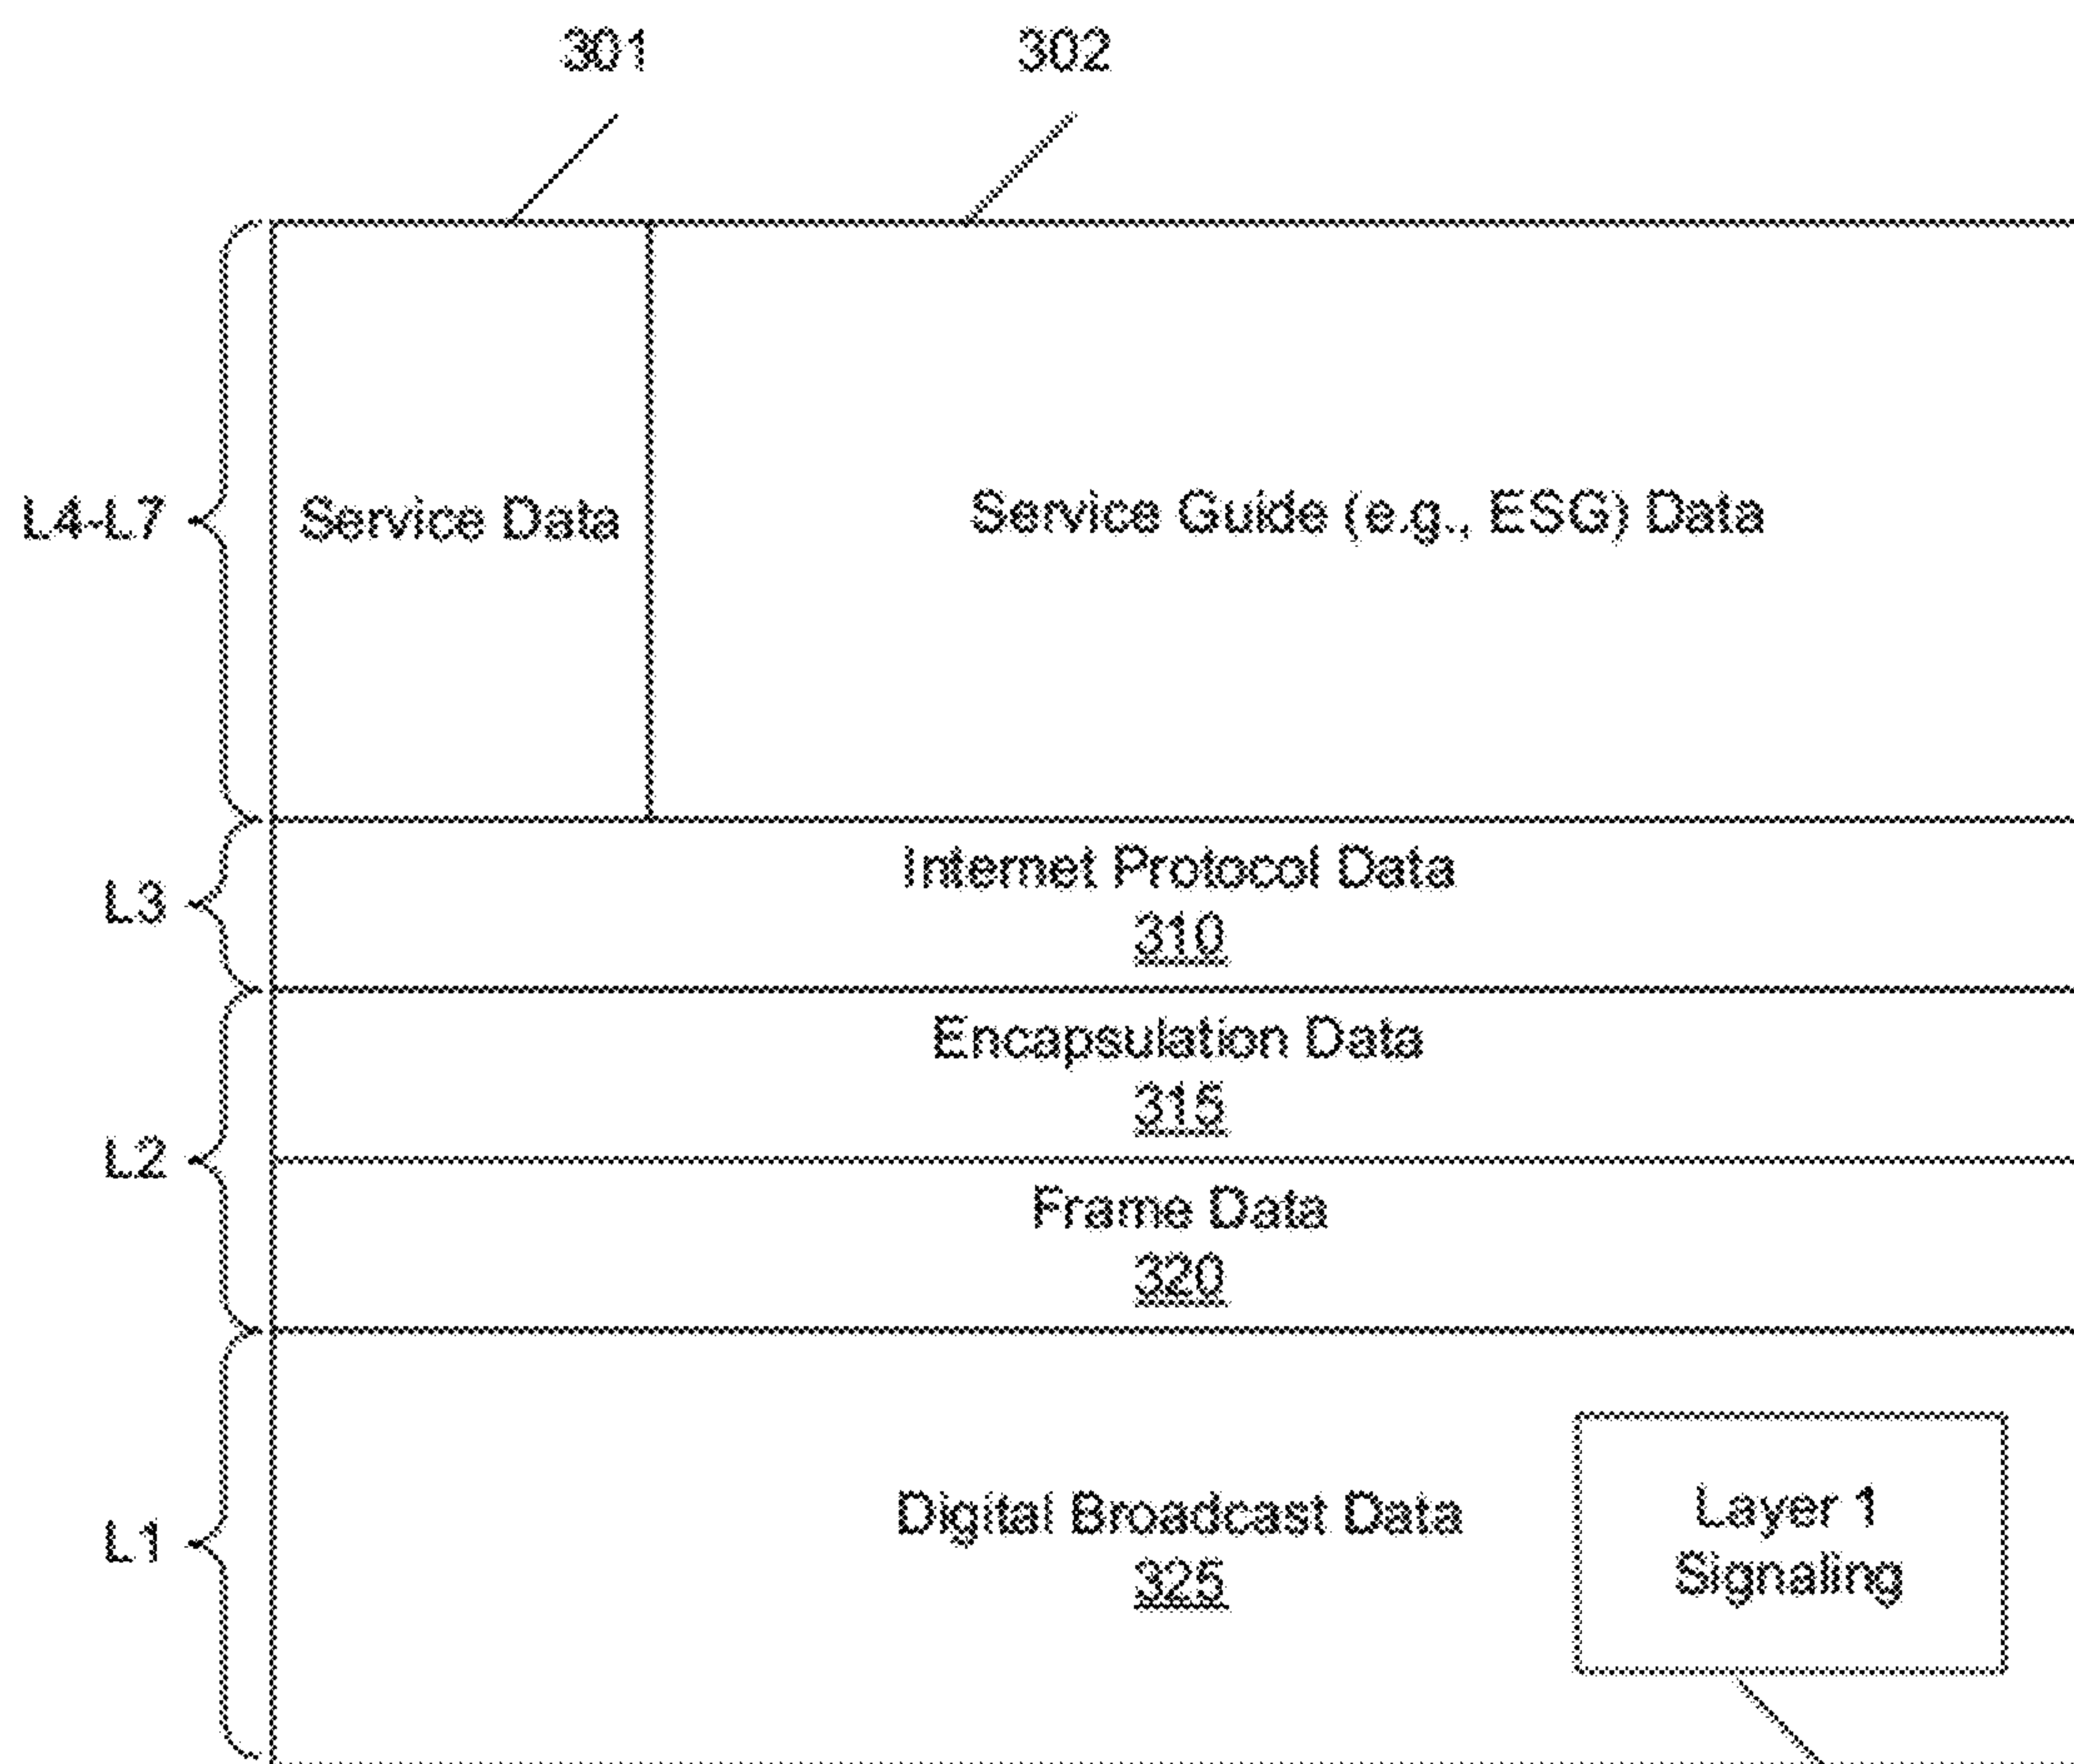 301
302
L4-L7
Service Data
Service Guide (e.g., ESG) Data
L3
Internet Protocol Data
310
L2
Encapsulation Data
315
Frame Data
320
L1
Digital Broadcast Data
325
Layer 1
Signaling